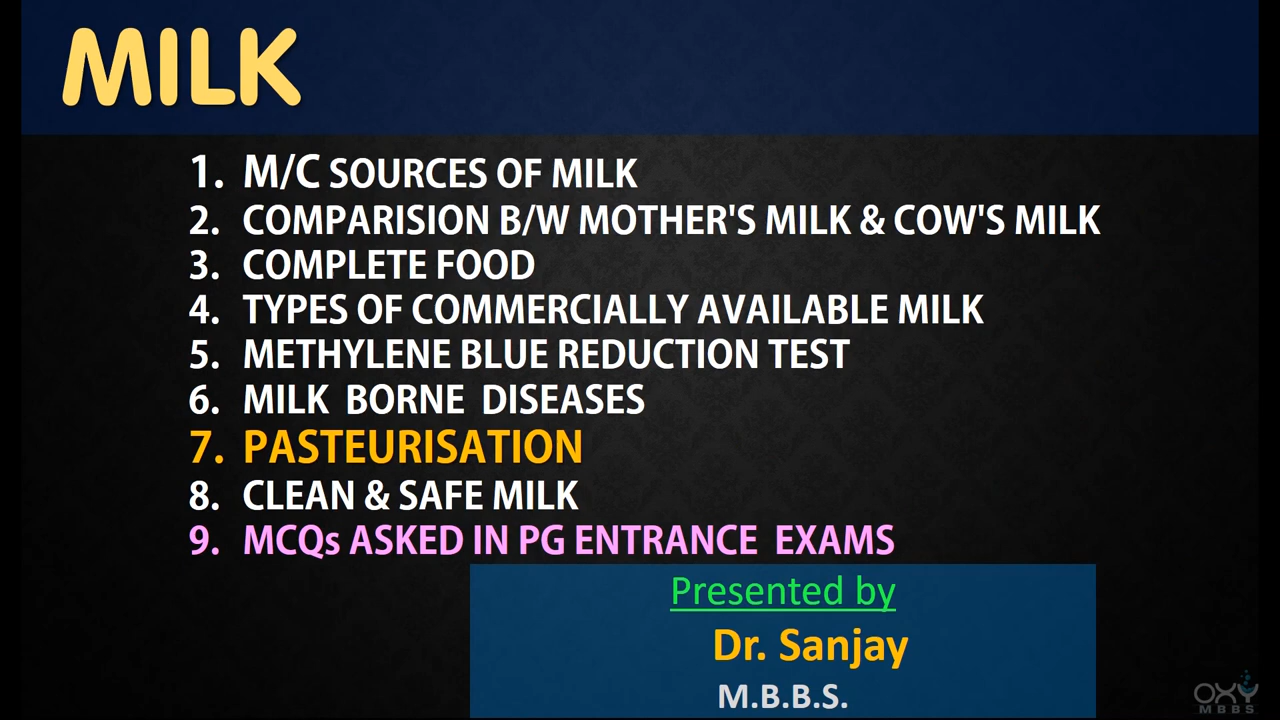 MILK
1. M/C SOURCES OF MILK
2. COMPARISION B/W MOTHER'S MILK & COW'S MILK
3. COMPLETE FOOD
4. TYPES OF COMMERCIALLY AVAILABLE MILK
5. METHYLENE BLUE REDUCTION TEST
6. MILK BORNE DISEASES
7. PASTEURISATION
8. CLEAN & SAFE MILK
9. MCQs ASKED IN PG ENTRANCE EXAMS
Presented by
Dr. Sanjay
M.B.B.S.
OXY
MBBS